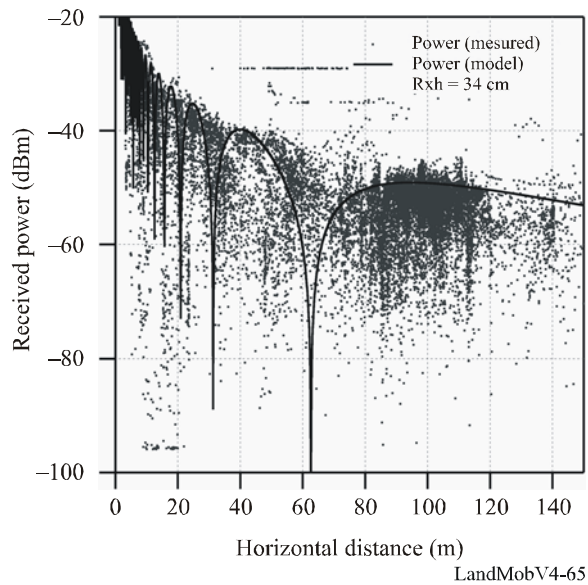 Power (mesured)
Power (model)
Rxh = 34 cm
Received power (dBm)
–20
–40
–60
–80
–100
0 20 40 60 80 100 120 140
Horizontal distance (m)
LandMobV4-65